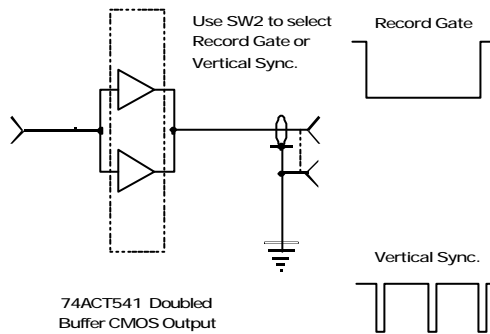 Use SW2 to select
Record Gate or
Vertical Sync.
Record Gate
Vertical Sync.
74ACT541 Doubled
Buffer CMOS Output